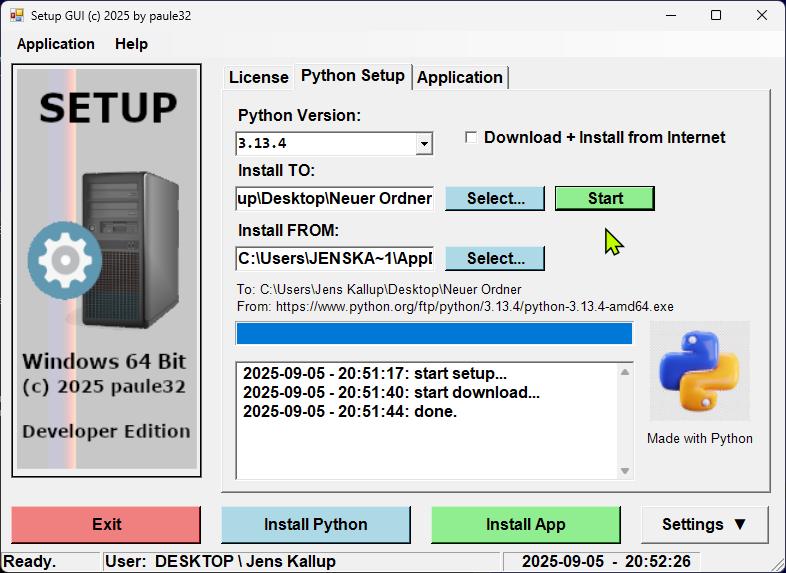 Setup GUI (c) 2025 by paule32
Application Help
SETUP
Windows 64 Bit
(c) 2025 paule32
Developer Edition
License Python Setup Application
Python Version:
3.13.4
Download + Install from Internet
Install TO:
up\Desktop\Neuer Ordner
Select...
Start
Install FROM:
C:\Users\JENSKA~1\AppD
Select...
To: C:\Users\Jens Kallup\Desktop\Neuer Ordner
From: https://www.python.org/ftp/python/3.13.4/python-3.13.4-amd64.exe
2025-09-05 - 20:51:17: start setup...
2025-09-05 - 20:51:40: start download...
2025-09-05 - 20:51:44: done.
Made with Python
Exit
Install Python
Install App
Settings ▼
Ready.
User: DESKTOP \ Jens Kallup
2025-09-05 - 20:52:26